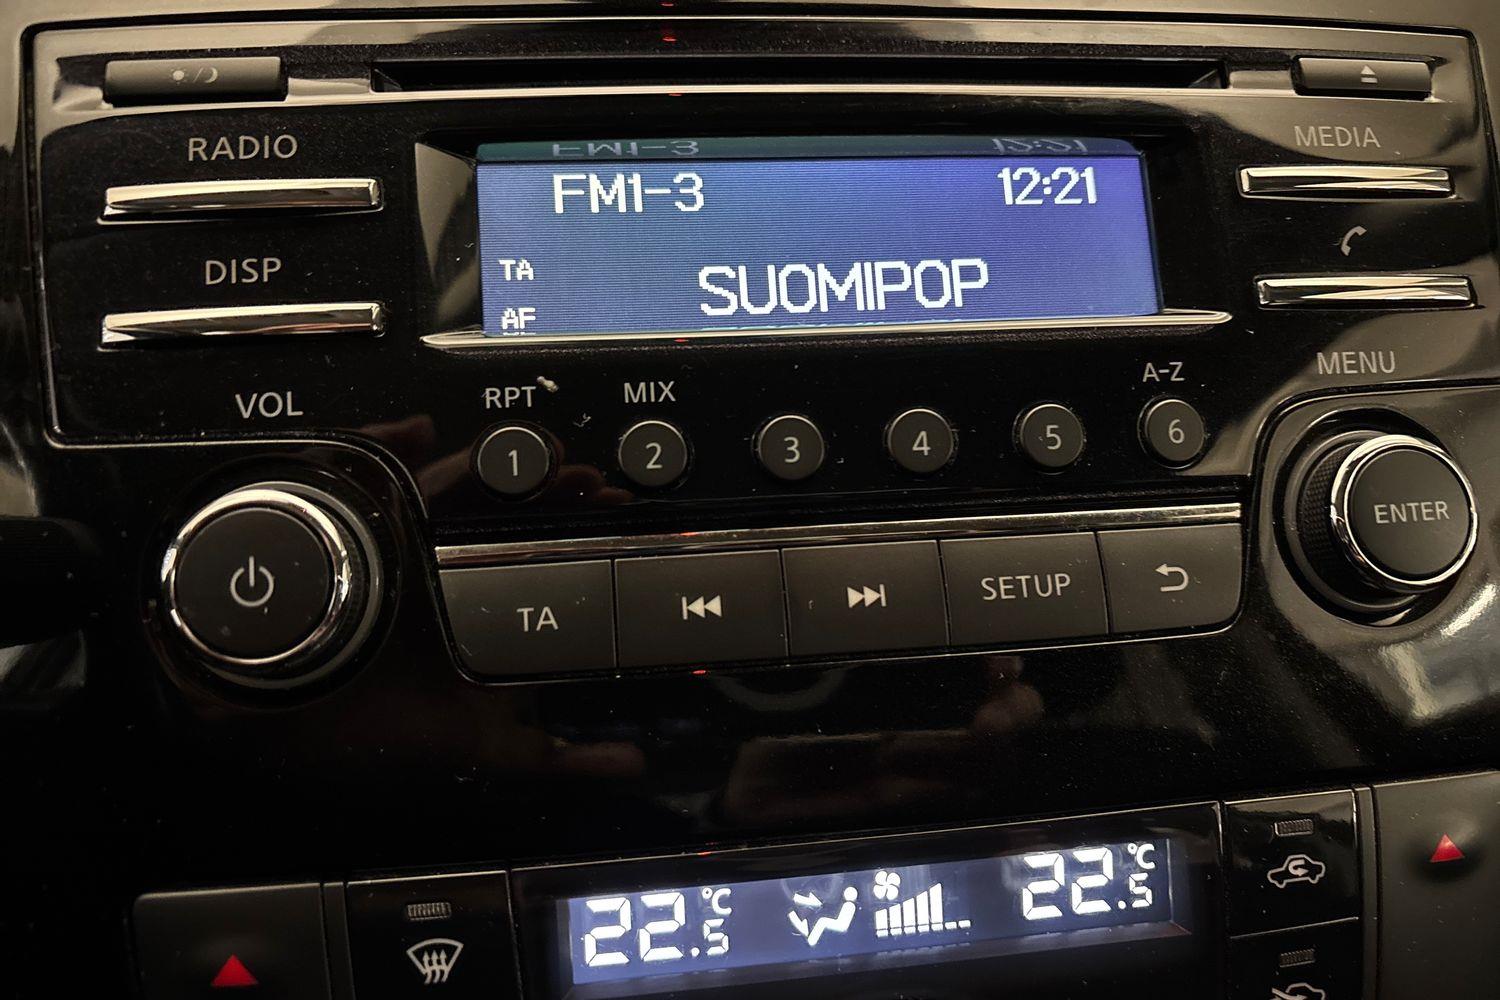 RADIO
MEDIA
FM1-3 12:21
DISP
TA
SUOMIPOP
AF
VOL
RPT MIX A-Z
MENU
1 2 3 4 5 6
ENTER
TA SETUP
22.5 °C 22.5 °C